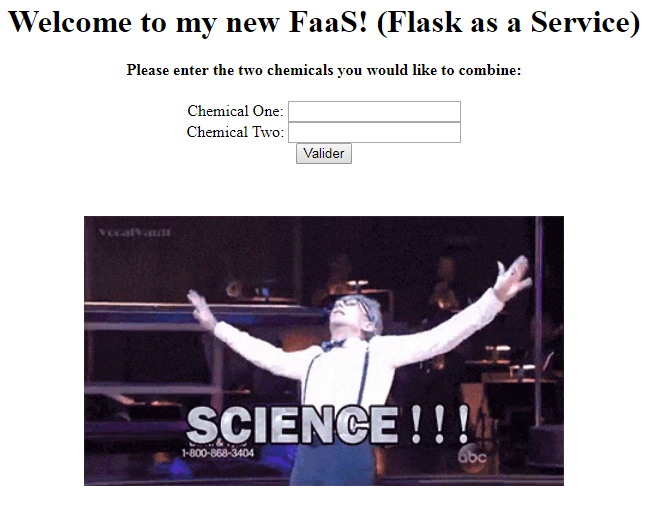 Welcome to my new FaaS! (Flask as a Service)
Please enter the two chemicals you would like to combine:
Chemical One:
Chemical Two:
Valider
VocalVault
SCIENCE!!!
1-800-868-3404
abc